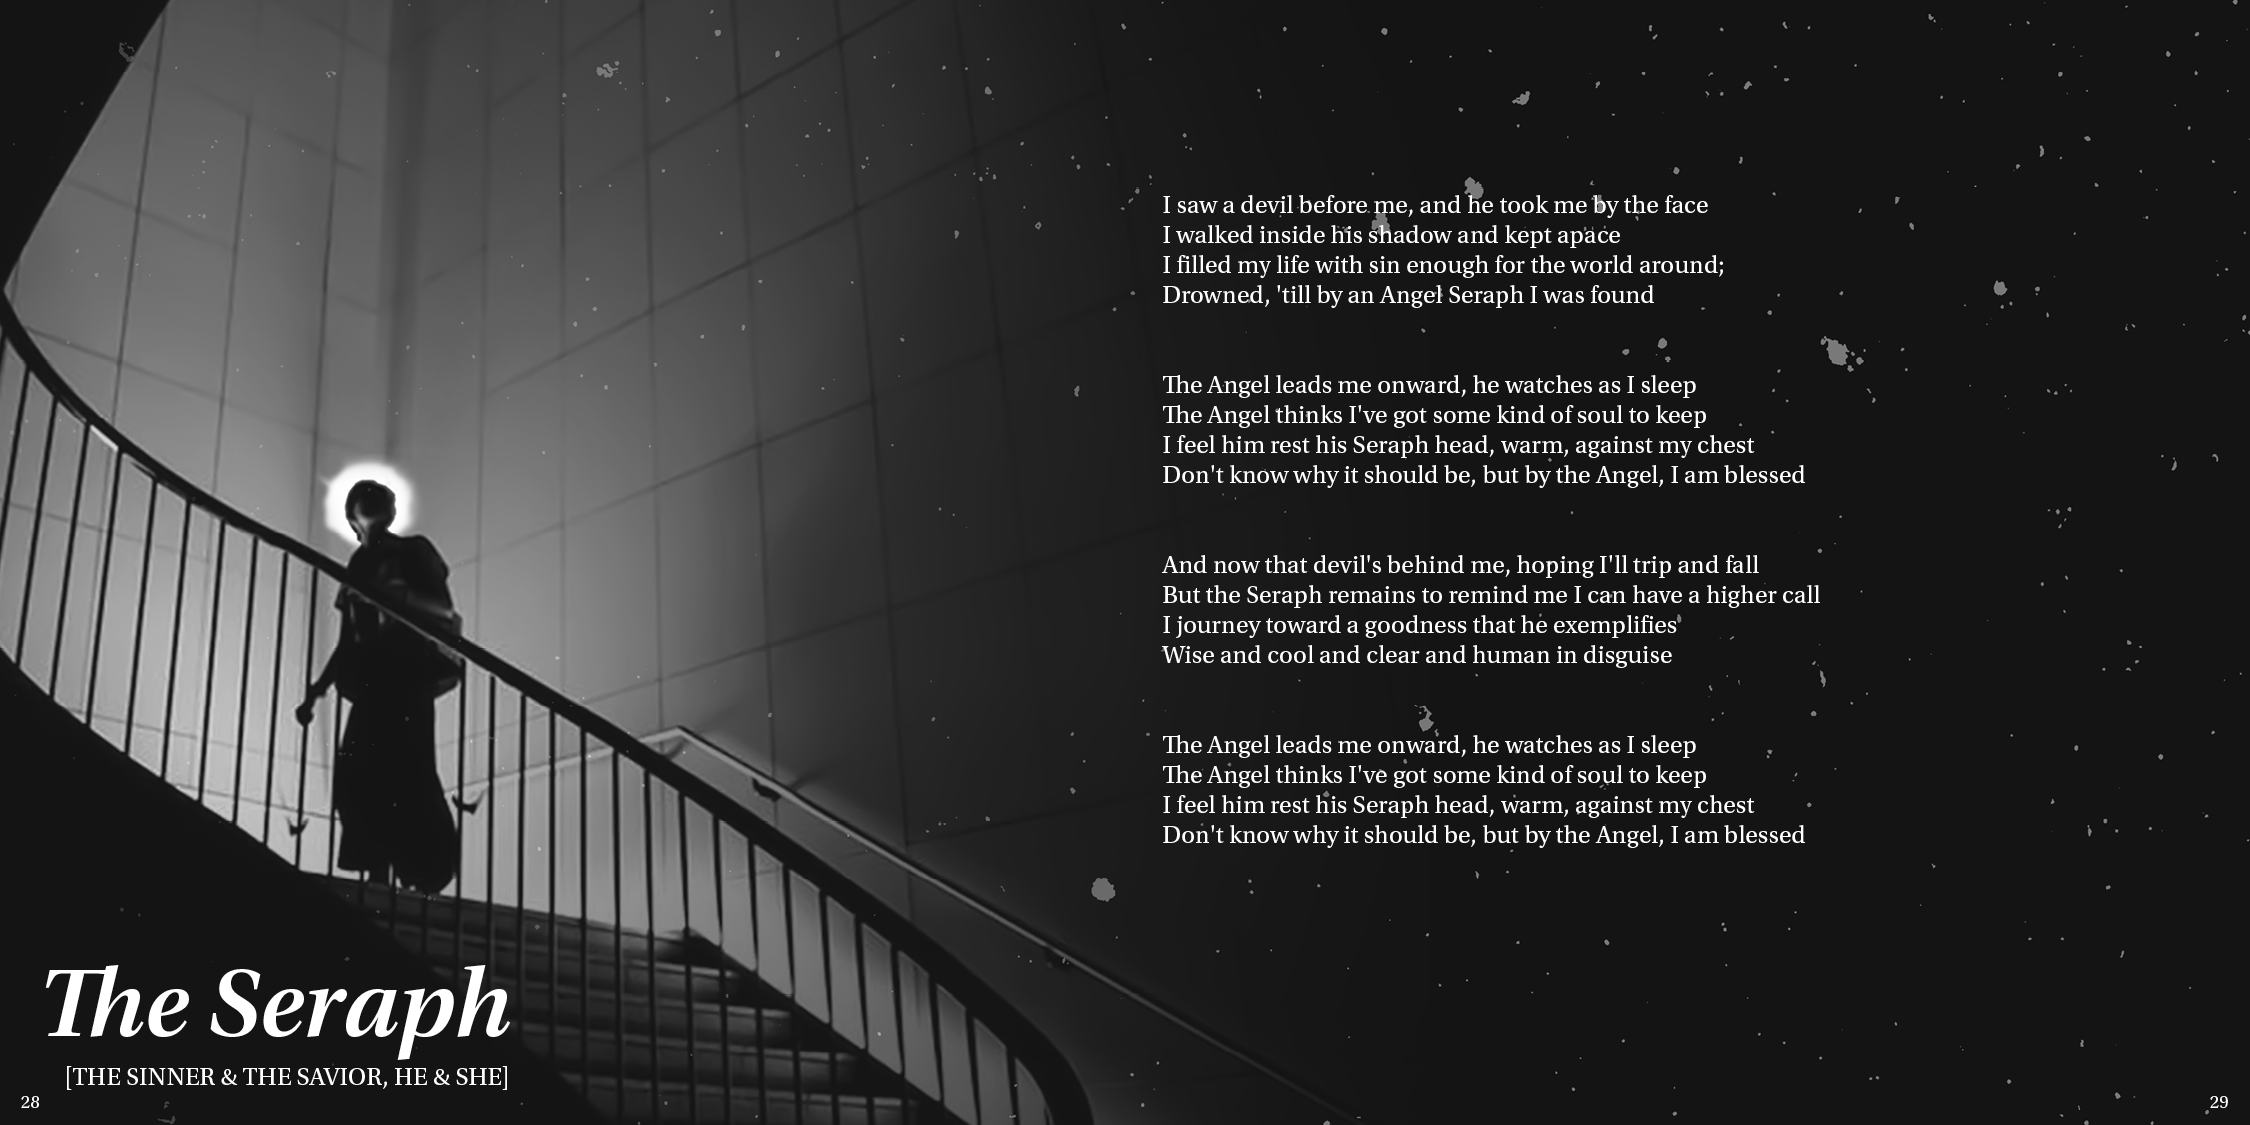 The Seraph
[THE SINNER & THE SAVIOR, HE & SHE]
28
I saw a devil before me, and he took me by the face
I walked inside his shadow and kept apace
I filled my life with sin enough for the world around;
Drowned, 'till by an Angel Seraph I was found
The Angel leads me onward, he watches as I sleep
The Angel thinks I've got some kind of soul to keep
I feel him rest his Seraph head, warm, against my chest
Don't know why it should be, but by the Angel, I am blessed
And now that devil's behind me, hoping I'll trip and fall
But the Seraph remains to remind me I can have a higher call
I journey toward a goodness that he exemplifies
Wise and cool and clear and human in disguise
The Angel leads me onward, he watches as I sleep
The Angel thinks I've got some kind of soul to keep
I feel him rest his Seraph head, warm, against my chest
Don't know why it should be, but by the Angel, I am blessed
29